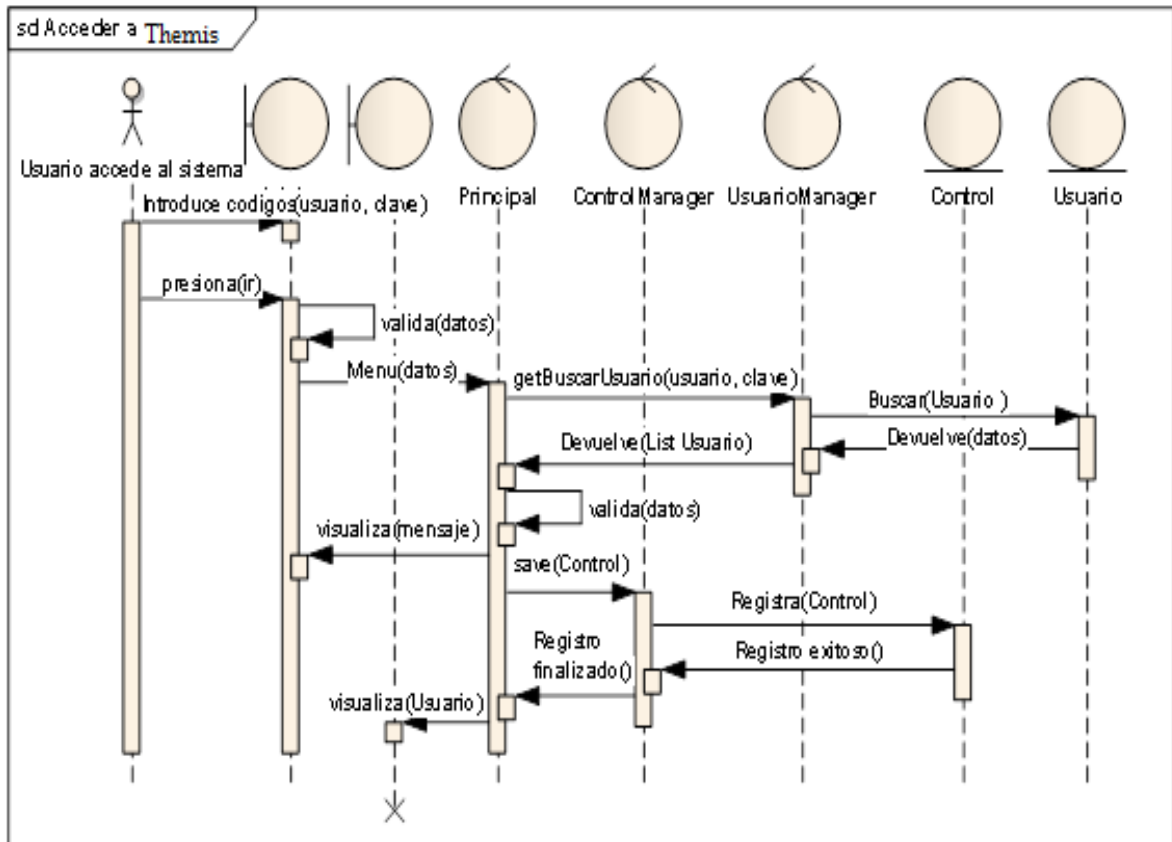 sd Acceder a Themis
Usuario accede al sistema
Principal
ControlManager
UsuarioManager
Control
Usuario
Introduce codigos(usuario, clave)
presiona(ir)
valida(datos)
Menu(datos)
getBuscarUsuario(usuario, clave)
Buscar(Usuario )
Devuelve(datos)
Devuelve(List Usuario)
valida(datos)
visualiza(mensaje)
save(Control)
Registra(Control)
Registro exitoso()
Registro
finalizado()
visualiza(Usuario)